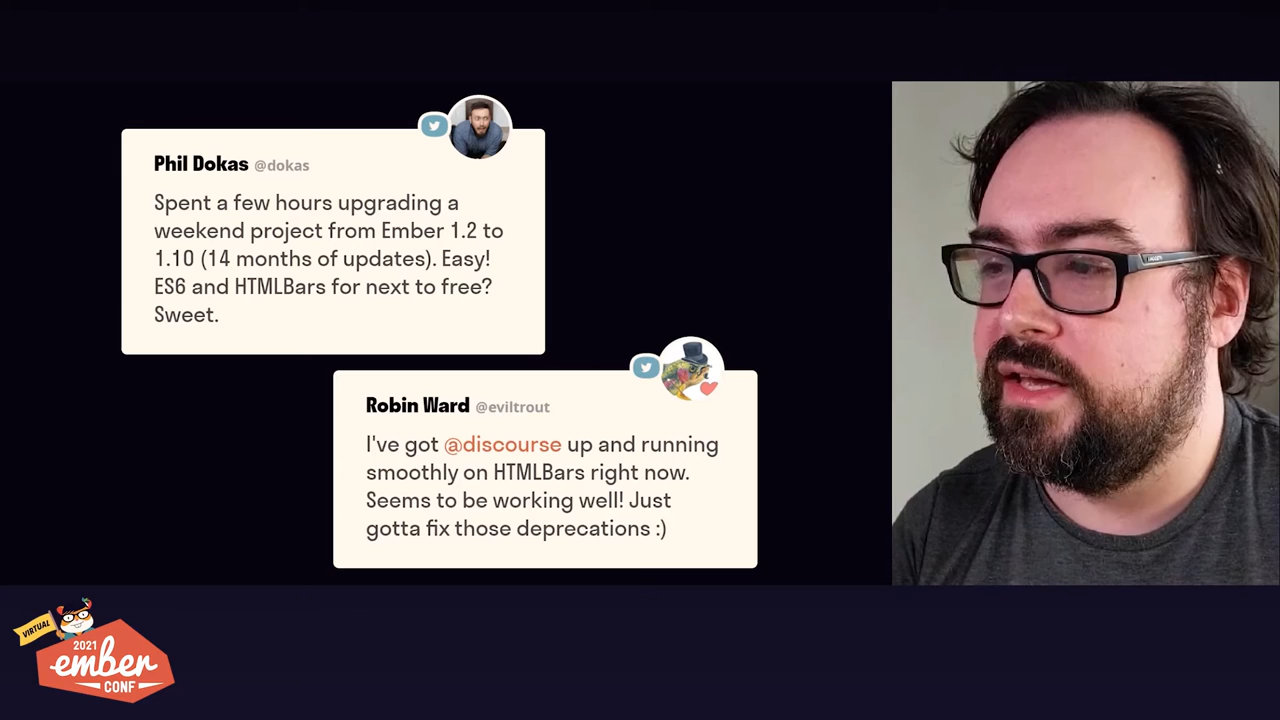 Phil Dokas @dokas
Spent a few hours upgrading a
weekend project from Ember 1.2 to
1.10 (14 months of updates). Easy!
ES6 and HTMLBars for next to free?
Sweet.
Robin Ward @eviltrout
I've got @discourse up and running
smoothly on HTMLBars right now.
Seems to be working well! Just
gotta fix those deprecations :)
VIRTUAL
2021
ember
CONF